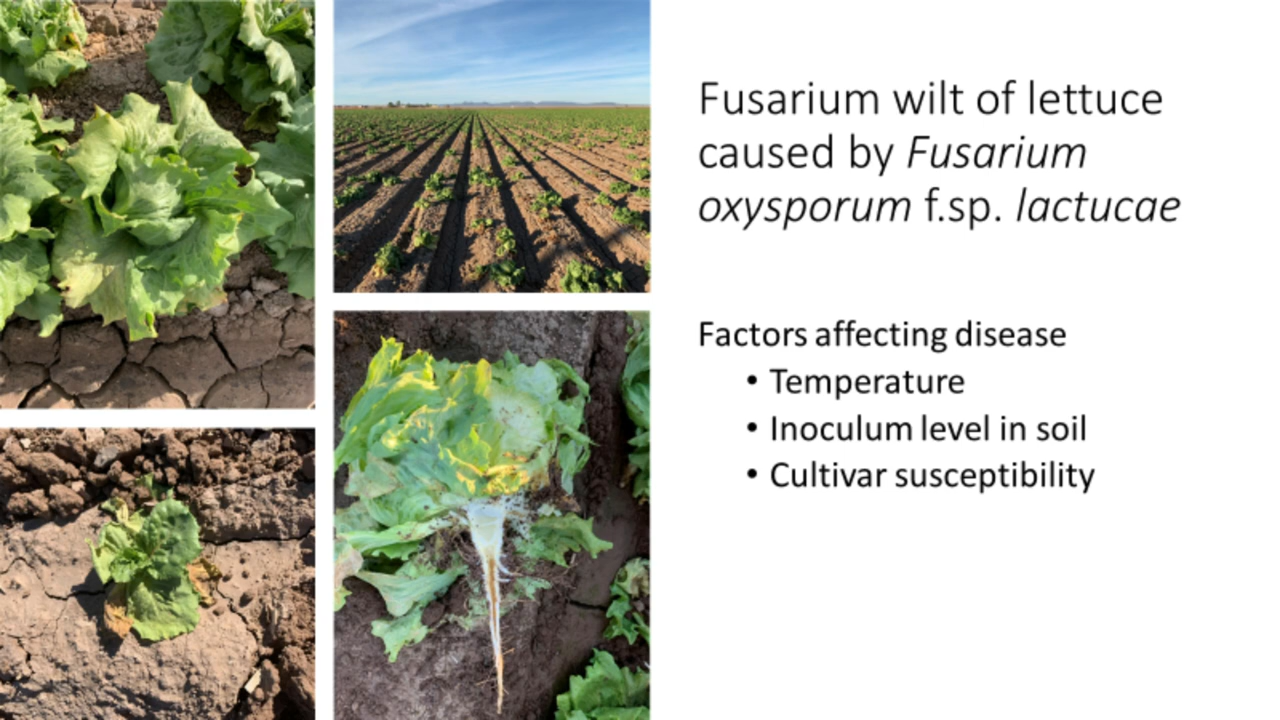 Fusarium wilt of lettuce
caused by Fusarium
oxysporum f.sp. lactucae
Factors affecting disease
• Temperature
• Inoculum level in soil
• Cultivar susceptibility